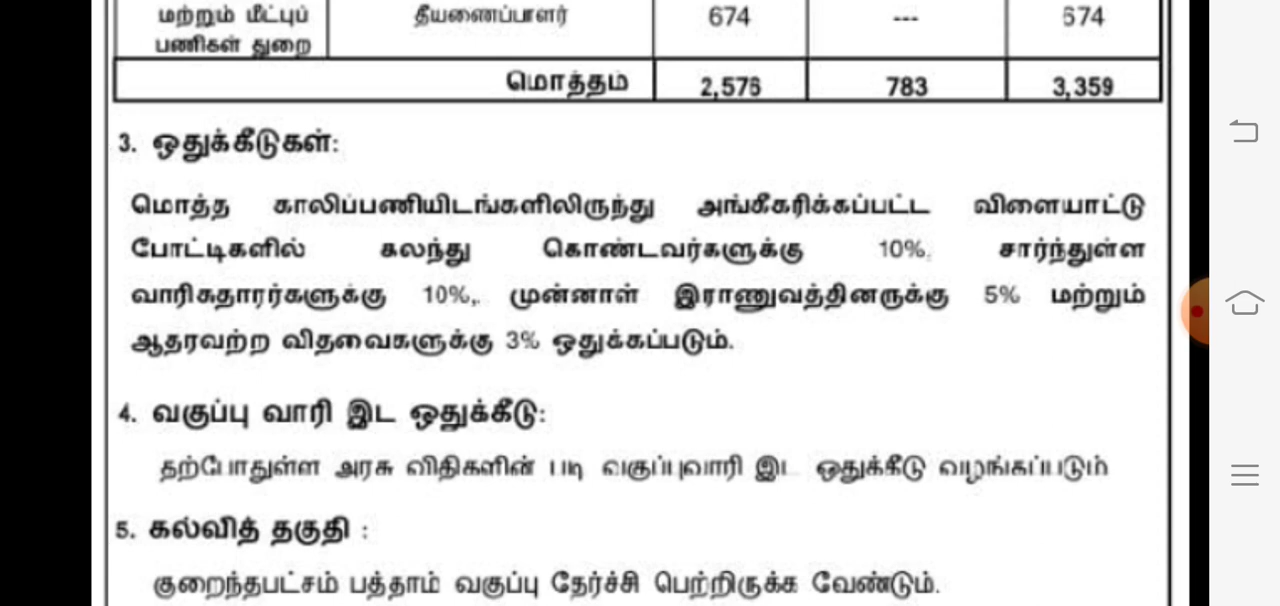 மற்றும் மீட்புப் தீயணைப்பாளர் 674 --- 674
பணிகள் துறை
மொத்தம் 2,576 783 3,359
3. ஒதுக்கீடுகள்:
மொத்த காலிப்பணியிடங்களிலிருந்து அங்கீகரிக்கப்பட்ட விளையாட்டு
போட்டிகளில் கலந்து கொண்டவர்களுக்கு 10%, சார்ந்துள்ள
வாரிசுதாரர்களுக்கு 10%, முன்னாள் இராணுவத்தினருக்கு 5% மற்றும்
ஆதரவற்ற விதவைகளுக்கு 3% ஒதுக்கப்படும்.
4. வகுப்பு வாரி இட ஒதுக்கீடு:
தற்போதுள்ள அரசு விதிகளின் படி வகுப்புவாரி இட ஒதுக்கீடு வழங்கப்படும்
5. கல்வித் தகுதி :
குறைந்தபட்சம் பத்தாம் வகுப்பு தேர்ச்சி பெற்றிருக்க வேண்டும்.